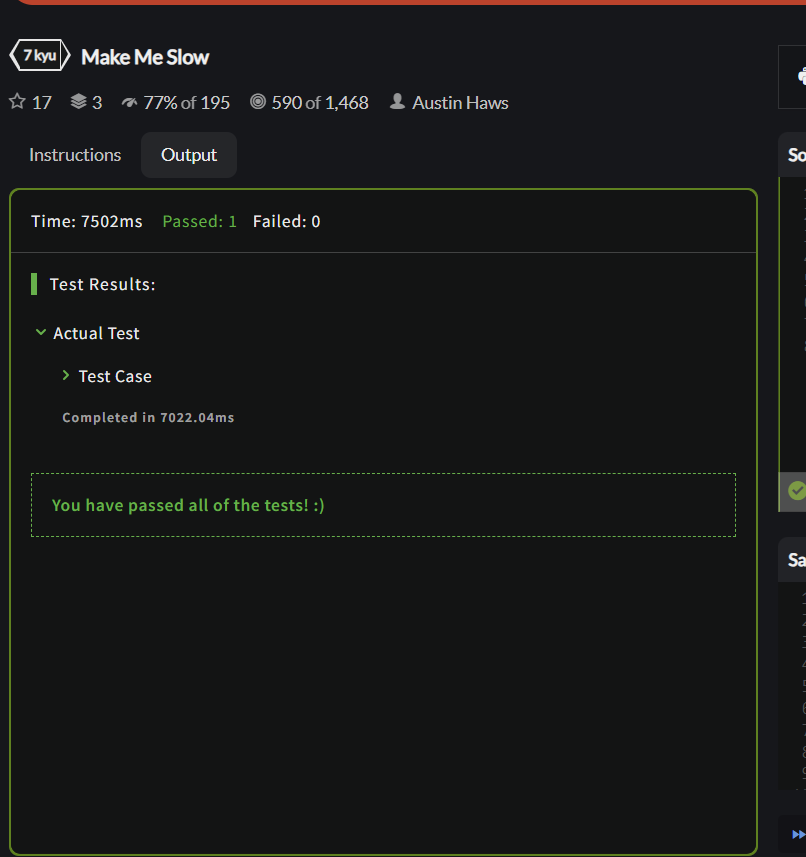 7 kyu Make Me Slow
17 3 77% of 195 590 of 1,468 Austin Haws
Instructions Output
So
Time: 7502ms Passed: 1 Failed: 0
Test Results:
Actual Test
Test Case
Completed in 7022.04ms
You have passed all of the tests! :)
Sa